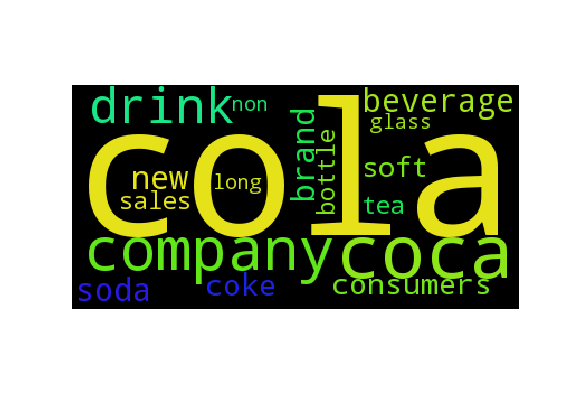 drink
non
beverage
glass
cola
brand
bottle
new
long
soft
sales
tea
company
coca
soda
coke
consumers